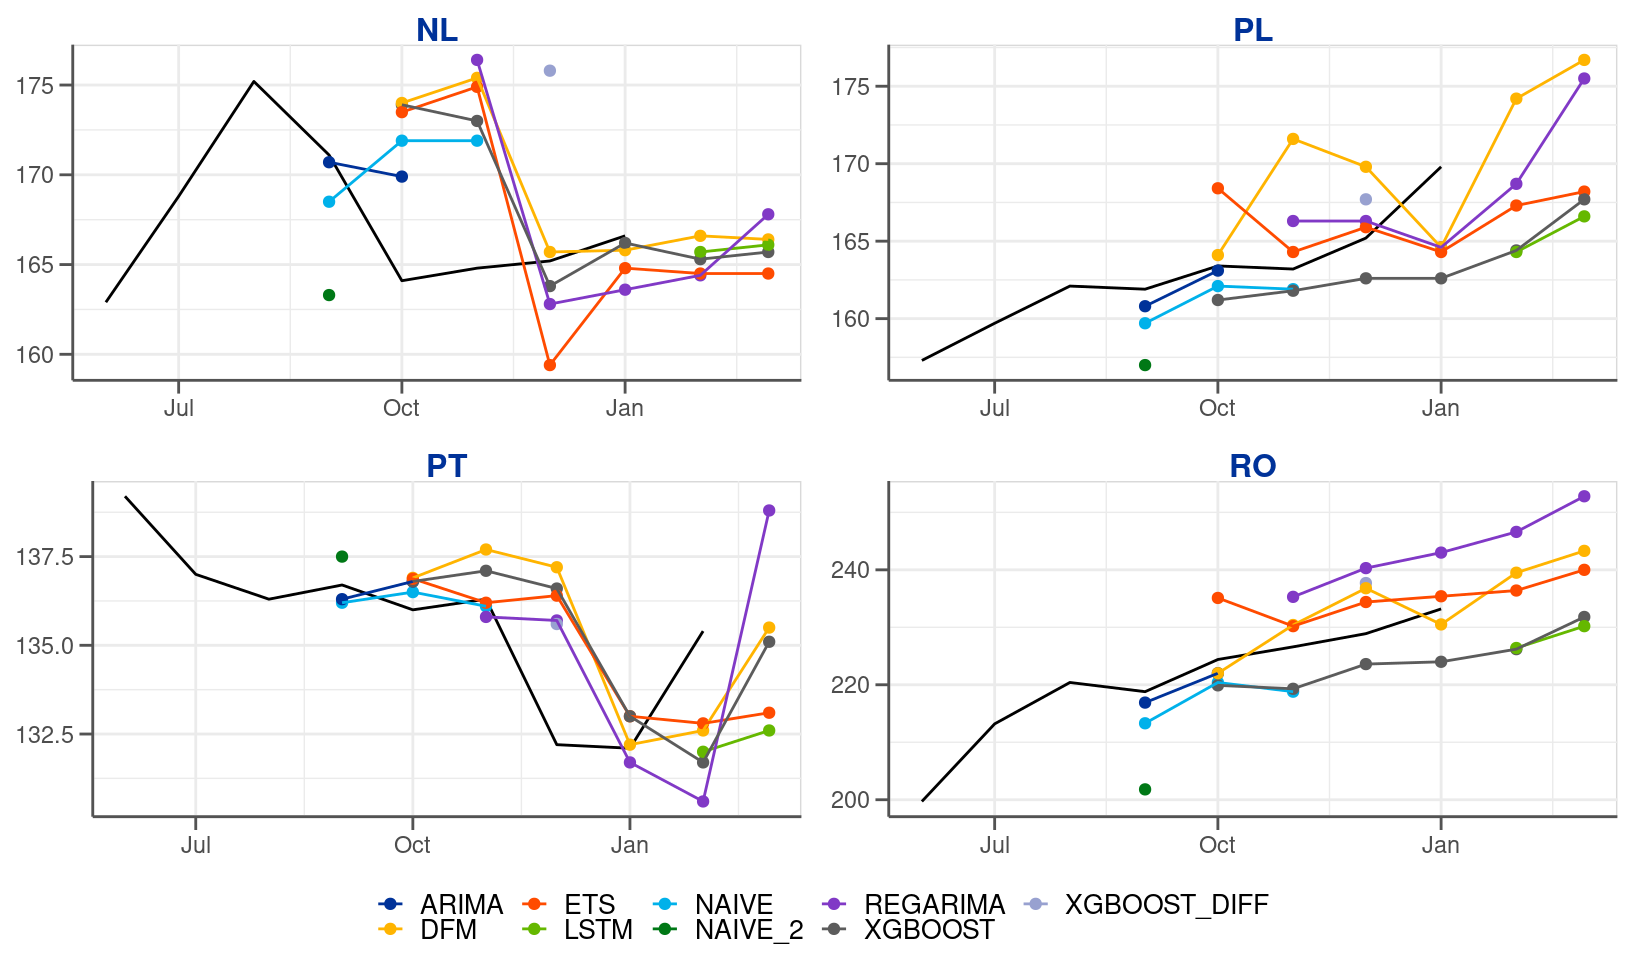 NL
PL
175
170
165
160
Jul
Oct
Jan
175
170
165
160
Jul
Oct
Jan
PT
RO
137.5
135.0
132.5
Jul
Oct
Jan
240
220
200
Jul
Oct
Jan
ARIMA ETS NAIVE REGARIMA XGBOOST_DIFF
DFM LSTM NAIVE_2 XGBOOST